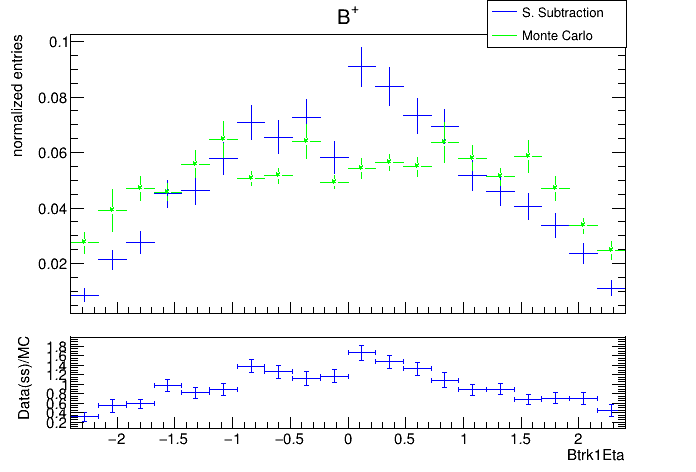 B+
S. Subtraction
Monte Carlo
normalized entries
0.1
0.08
0.06
0.04
0.02
Data(ss)/MC
1.8
1.6
1.4
1.2
1
0.8
0.6
0.4
0.2
−2 −1.5 −1 −0.5 0 0.5 1 1.5 2
Btrk1Eta